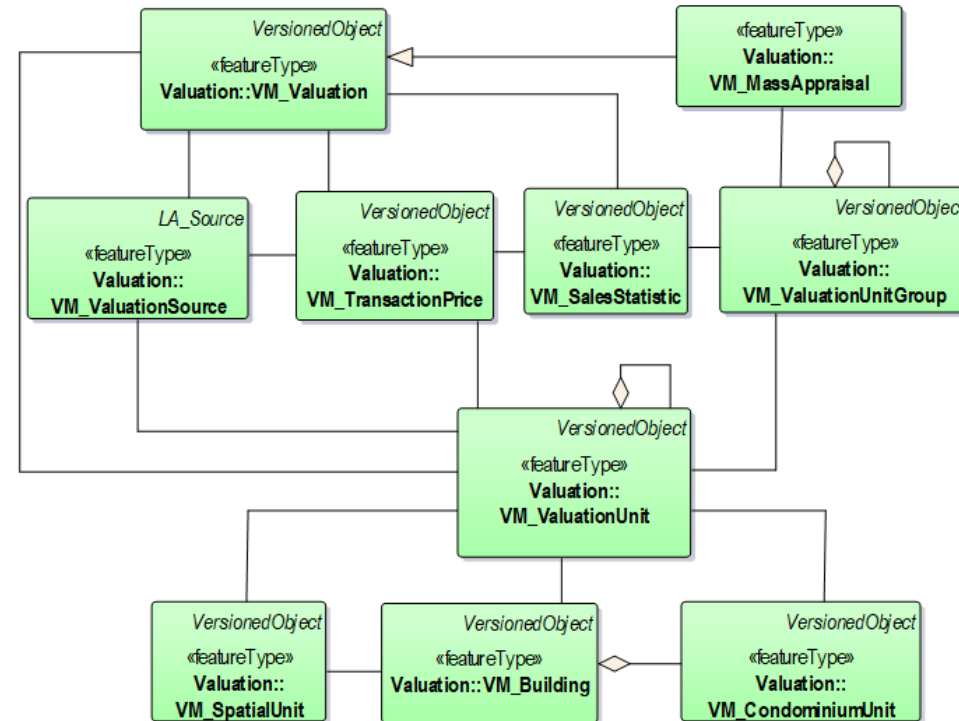 VersionedObject
«featureType»
Valuation::VM_Valuation
«featureType»
Valuation::
VM_MassAppraisal
LA_Source
«featureType»
Valuation::
VM_ValuationSource
VersionedObject
«featureType»
Valuation::
VM_TransactionPrice
VersionedObject
«featureType»
Valuation::
VM_SalesStatistic
VersionedObject
«featureType»
Valuation::
VM_ValuationUnitGroup
VersionedObject
«featureType»
Valuation::
VM_ValuationUnit
VersionedObject
«featureType»
Valuation::
VM_SpatialUnit
VersionedObject
«featureType»
Valuation::VM_Building
VersionedObject
«featureType»
Valuation::
VM_CondominiumUnit